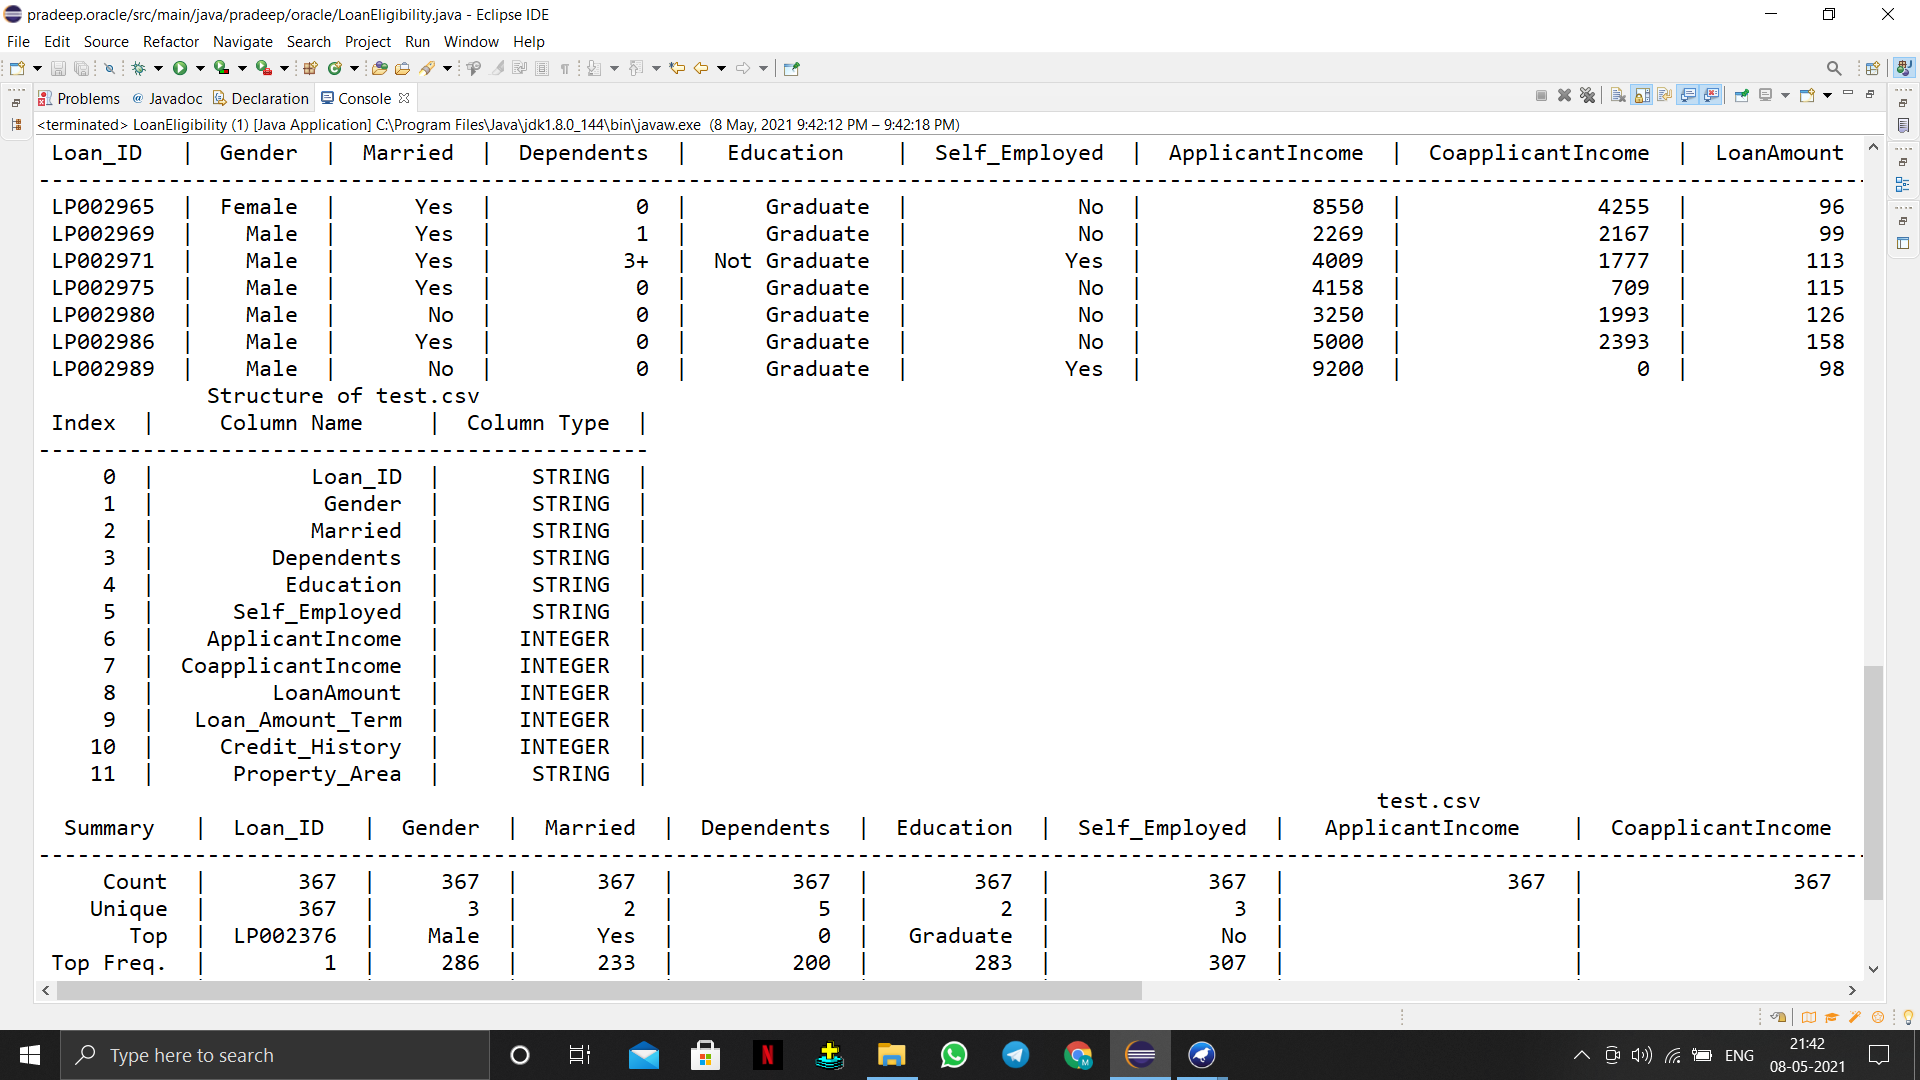 pradeep.oracle/src/main/java/pradeep/oracle/LoanEligibility.java - Eclipse IDE
File Edit Source Refactor Navigate Search Project Run Window Help
Problems @ Javadoc Declaration Console
<terminated> LoanEligibility (1) [Java Application] C:\Program Files\Java\jdk1.8.0_144\bin\javaw.exe (8 May, 2021 9:42:12 PM – 9:42:18 PM)
Loan_ID | Gender | Married | Dependents | Education | Self_Employed | ApplicantIncome | CoapplicantIncome | LoanAmount
--------------------------------------------------------------------------------------------------------------------------------------------
LP002965 | Female | Yes | 0 | Graduate | No | 8550 | 4255 | 96
LP002969 | Male | Yes | 1 | Graduate | No | 2269 | 2167 | 99
LP002971 | Male | Yes | 3+ | Not Graduate | Yes | 4009 | 1777 | 113
LP002975 | Male | Yes | 0 | Graduate | No | 4158 | 709 | 115
LP002980 | Male | No | 0 | Graduate | No | 3250 | 1993 | 126
LP002986 | Male | Yes | 0 | Graduate | No | 5000 | 2393 | 158
LP002989 | Male | No | 0 | Graduate | Yes | 9200 | 0 | 98
Structure of test.csv
Index | Column Name | Column Type |
-----------------------------------------------
0 | Loan_ID | STRING |
1 | Gender | STRING |
2 | Married | STRING |
3 | Dependents | STRING |
4 | Education | STRING |
5 | Self_Employed | STRING |
6 | ApplicantIncome | INTEGER |
7 | CoapplicantIncome | INTEGER |
8 | LoanAmount | INTEGER |
9 | Loan_Amount_Term | INTEGER |
10 | Credit_History | INTEGER |
11 | Property_Area | STRING |
test.csv
Summary | Loan_ID | Gender | Married | Dependents | Education | Self_Employed | ApplicantIncome | CoapplicantIncome
--------------------------------------------------------------------------------------------------------------------------------------------
Count | 367 | 367 | 367 | 367 | 367 | 367 | 367 | 367
Unique | 367 | 3 | 2 | 5 | 2 | 3 | |
Top | LP002376 | Male | Yes | 0 | Graduate | No | |
Top Freq. | 1 | 286 | 233 | 200 | 283 | 307 | |
Type here to search
ENG
21:42
08-05-2021